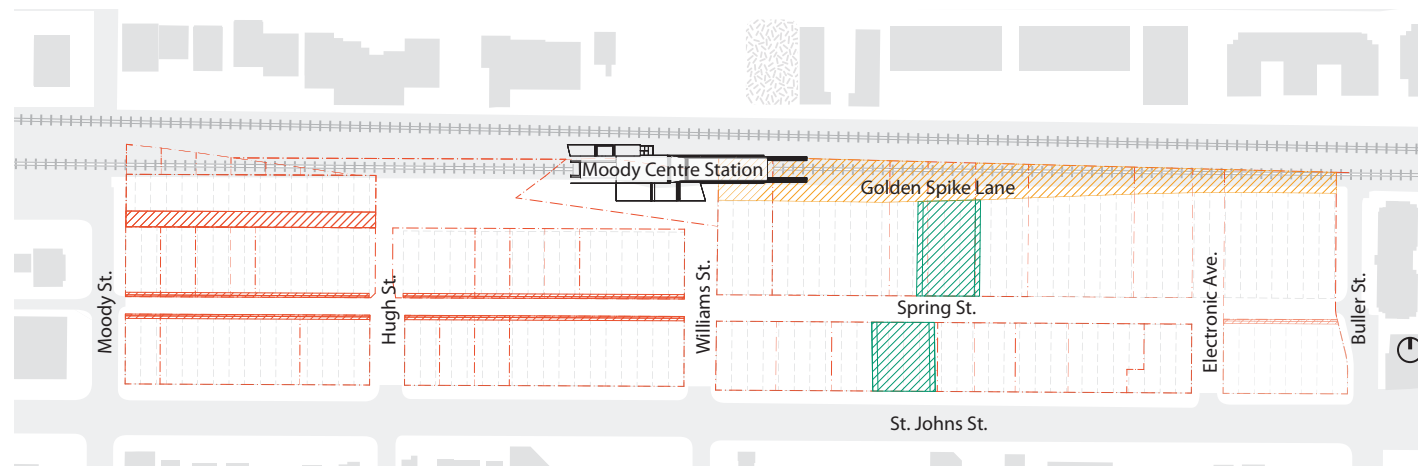 Moody Centre Station
Golden Spike Lane
Moody St.
Hugh St.
Williams St.
Spring St.
Electronic Ave.
Buller St.
St. Johns St.